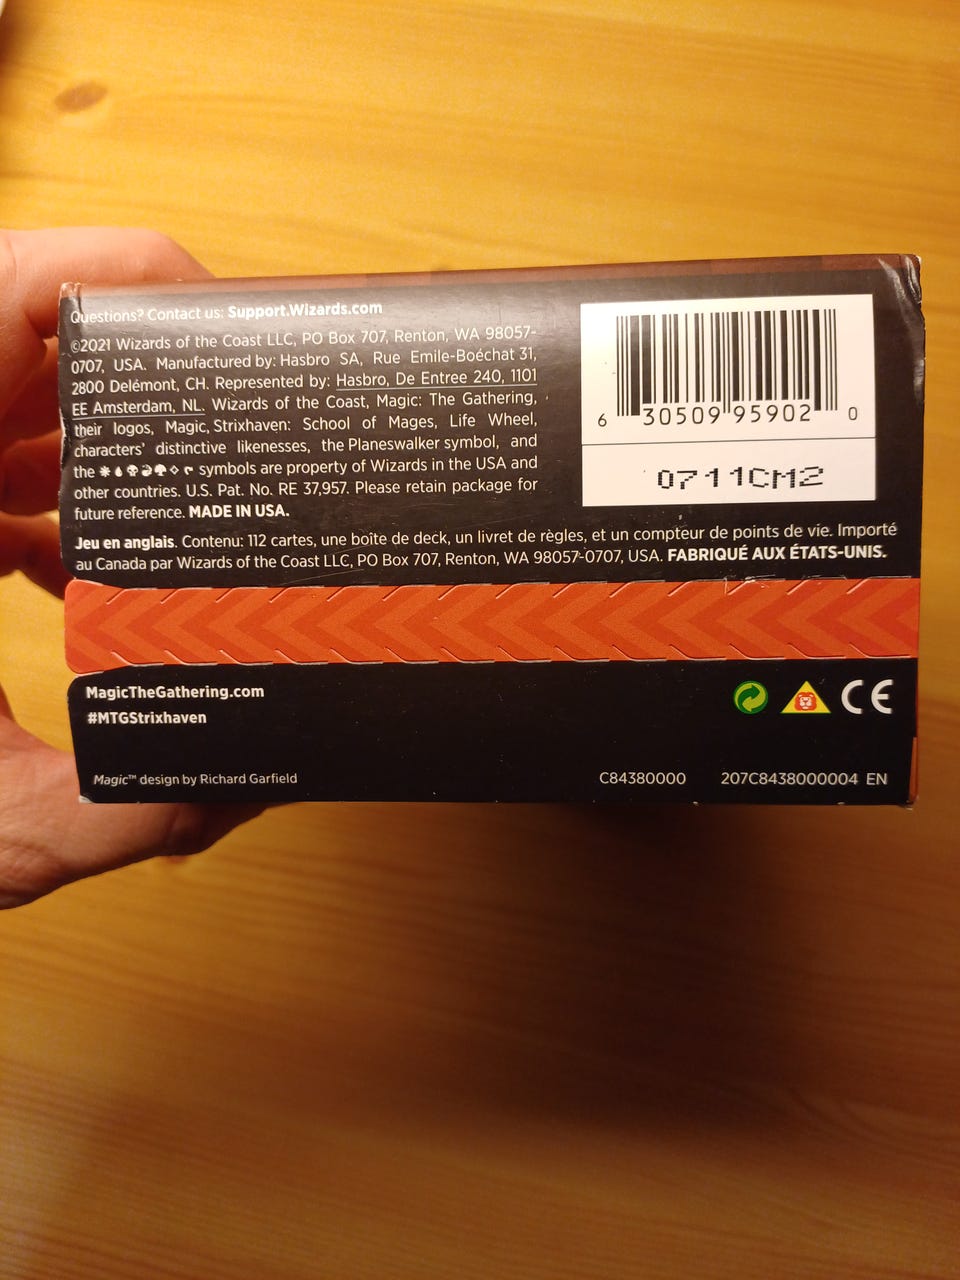 Questions? Contact us: Support.Wizards.com
©2021 Wizards of the Coast LLC, PO Box 707, Renton, WA 98057-
0707, USA. Manufactured by: Hasbro SA, Rue Emile-Boéchat 31,
2800 Delémont, CH. Represented by: Hasbro, De Entree 240, 1101
EE Amsterdam, NL. Wizards of the Coast, Magic: The Gathering,
their logos, Magic, Strixhaven: School of Mages, Life Wheel,
characters' distinctive likenesses, the Planeswalker symbol, and
the symbols are property of Wizards in the USA and
other countries. U.S. Pat. No. RE 37,957. Please retain package for
future reference. MADE IN USA.
6 30509 95902 0
0711CM2
Jeu en anglais. Contenu: 112 cartes, une boîte de deck, un livret de règles, et un compteur de points de vie. Importé
au Canada par Wizards of the Coast LLC, PO Box 707, Renton, WA 98057-0707, USA. FABRIQUÉ AUX ÉTATS-UNIS.
MagicTheGathering.com
#MTGStrixhaven
CE
Magic™ design by Richard Garfield
C84380000 207C8438000004 EN